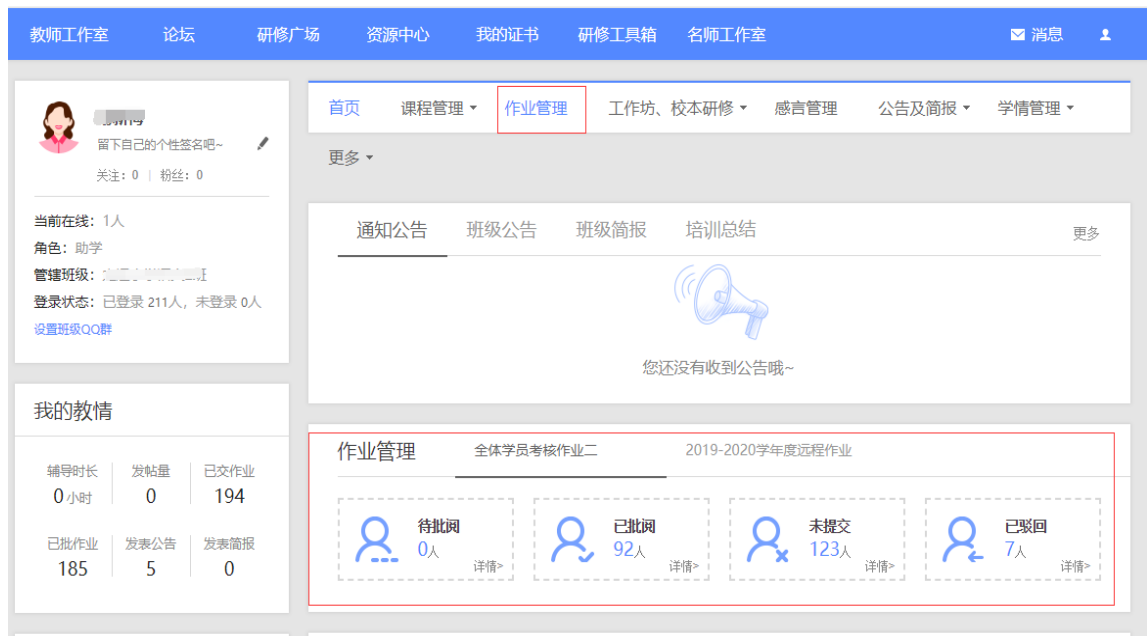 教师工作室 论坛 研修广场 资源中心 我的证书 研修工具箱 名师工作室 消息
首页 课程管理 作业管理 工作坊、校本研修 感言管理 公告及简报 学情管理
更多
留下自己的个性签名吧~
关注：0 | 粉丝：0
当前在线：1人
角色：助学
管辖班级：
登录状态：已登录 211人，未登录 0人
设置班级QQ群
通知公告 班级公告 班级简报 培训总结 更多
您还没有收到公告哦~
我的教情
辅导时长 发帖量 已交作业
0小时 0 194
已批作业 发表公告 发表简报
185 5 0
作业管理 全体学员考核作业二 2019-2020学年度远程作业
待批阅 已批阅 未提交 已驳回
0人 92人 123人 7人
详情> 详情> 详情> 详情>